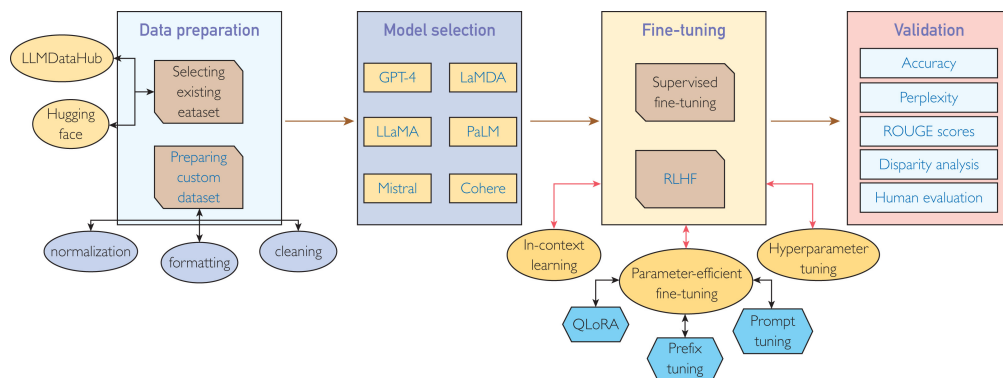 Data preparation
LLMDataHub
Hugging
face
Selecting
existing
eataset
Preparing
custom
dataset
normalization
formatting
cleaning
Model selection
GPT-4
LaMDA
LLaMA
PaLM
Mistral
Cohere
Fine-tuning
Supervised
fine-tuning
RLHF
In-context
learning
Parameter-efficient
fine-tuning
Hyperparameter
tuning
QLoRA
Prefix
tuning
Prompt
tuning
Validation
Accuracy
Perplexity
ROUGE scores
Disparity analysis
Human evaluation